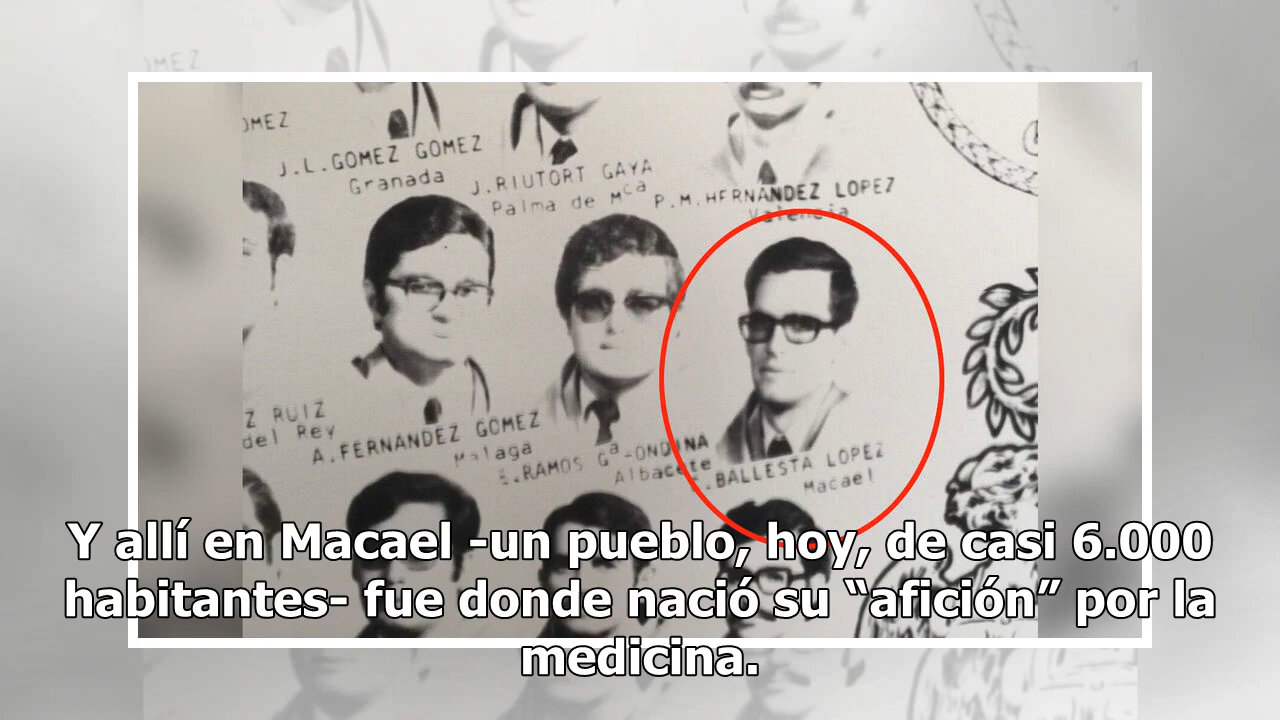 OMEZ
J.L.GOMEZ GOMEZ
Granada
J.RIUTORT GAYA
Palma de Mca
P.M.HERNANDEZ LOPEZ
Valencia
Z RUIZ
del Rey
A.FERNANDEZ GOMEZ
Malaga
E.RAMOS Gª-ONDINA
Albacete
.BALLESTA LOPEZ
Macael
Y allí en Macael -un pueblo, hoy, de casi 6.000
habitantes- fue donde nació su “afición” por la
medicina.